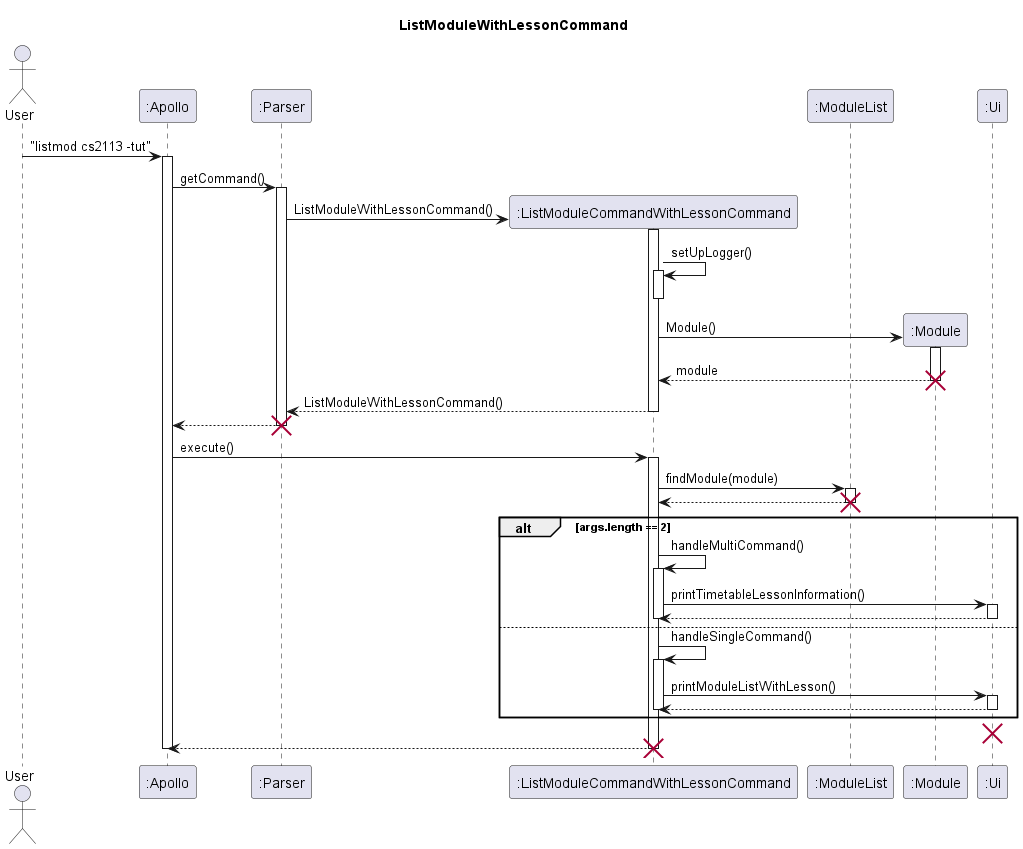 ListModuleWithLessonCommand
User
:Apollo
:Parser
:ModuleList
:Ui
"listmod cs2113 -tut"
getCommand()
ListModuleWithLessonCommand()
:ListModuleCommandWithLessonCommand
setUpLogger()
Module()
:Module
module
ListModuleWithLessonCommand()
execute()
findModule(module)
alt
[args.length == 2]
handleMultiCommand()
printTimetableLessonInformation()
handleSingleCommand()
printModuleListWithLesson()
User
:Apollo
:Parser
:ListModuleCommandWithLessonCommand
:ModuleList
:Module
:Ui